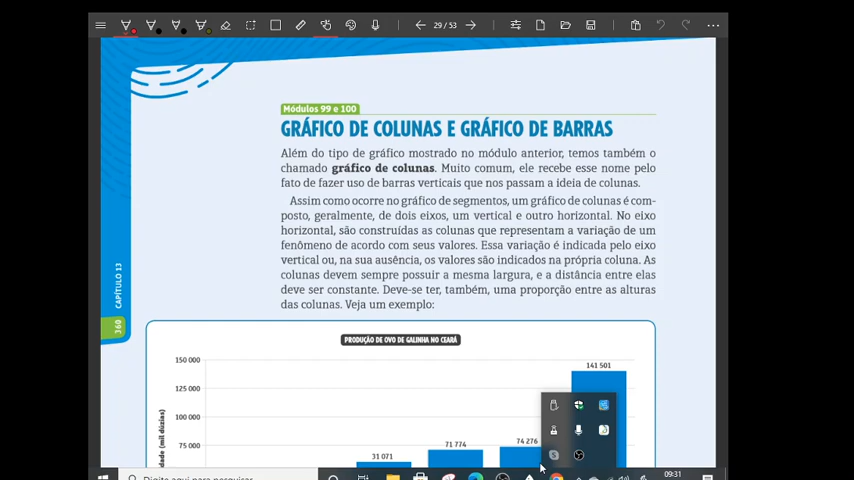 29 / 53
Módulos 99 e 100
GRÁFICO DE COLUNAS E GRÁFICO DE BARRAS
Além do tipo de gráfico mostrado no módulo anterior, temos também o
chamado gráfico de colunas. Muito comum, ele recebe esse nome pelo
fato de fazer uso de barras verticais que nos passam a ideia de colunas.
Assim como ocorre no gráfico de segmentos, um gráfico de colunas é com-
posto, geralmente, de dois eixos, um vertical e outro horizontal. No eixo
horizontal, são construídas as colunas que representam a variação de um
fenômeno de acordo com seus valores. Essa variação é indicada pelo eixo
vertical ou, na sua ausência, os valores são indicados na própria coluna. As
colunas devem sempre possuir a mesma largura, e a distância entre elas
deve ser constante. Deve-se ter, também, uma proporção entre as alturas
das colunas. Veja um exemplo:
CAPÍTULO 13
360
PRODUÇÃO DE OVO DE GALINHA NO CEARÁ
150 000
141 501
125 000
100 000
75 000
74 276
71 774
31 071
dade (mil dúzias)
Digite aqui para pesquisar
09:31